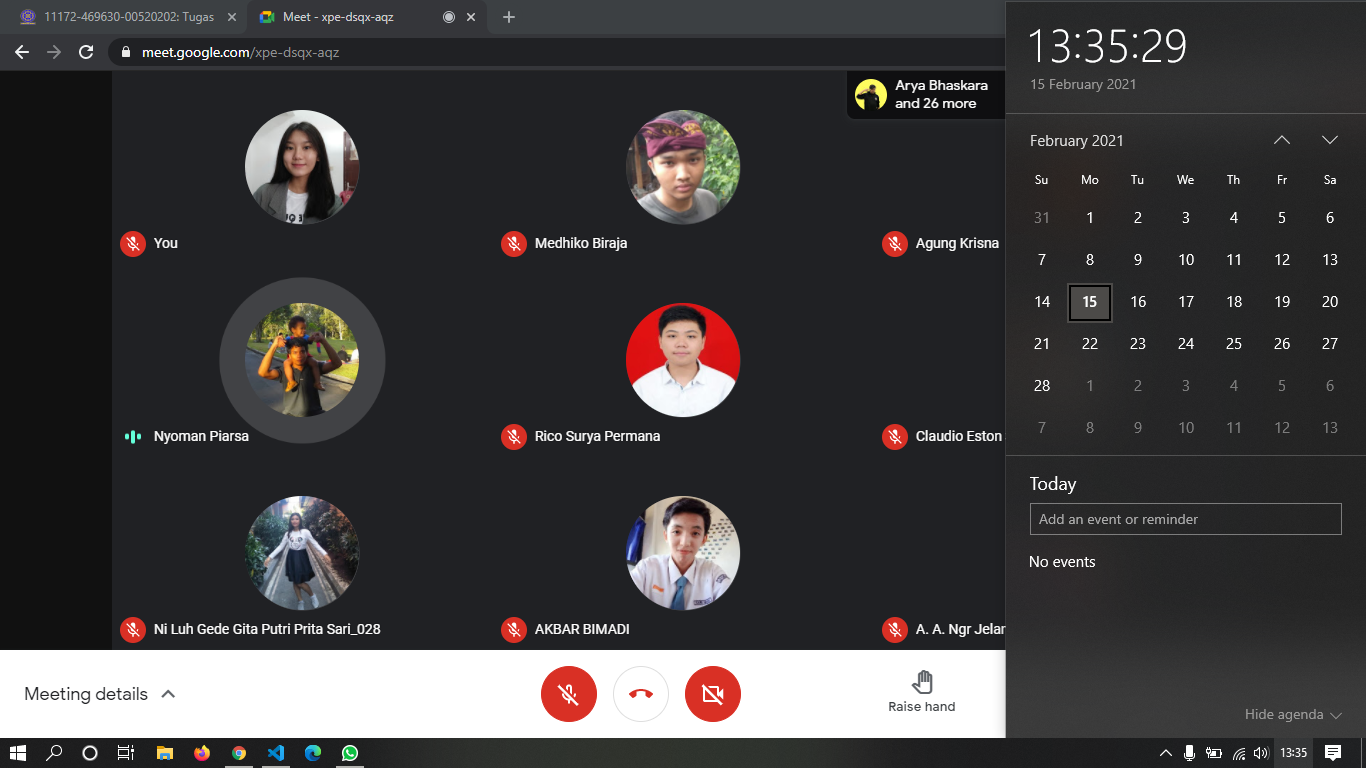 11172-469630-00520202: Tugas
Meet - xpe-dsqx-aqz
meet.google.com/xpe-dsqx-aqz
Arya Bhaskara
and 26 more
You
Medhiko Biraja
Agung Krisna
Nyoman Piarsa
Rico Surya Permana
Claudio Eston
Ni Luh Gede Gita Putri Prita Sari_028
AKBAR BIMADI
A. A. Ngr Jelan
Meeting details
Raise hand
13:35:29
15 February 2021
February 2021
Su Mo Tu We Th Fr Sa
31 1 2 3 4 5 6
7 8 9 10 11 12 13
14 15 16 17 18 19 20
21 22 23 24 25 26 27
28 1 2 3 4 5 6
7 8 9 10 11 12 13
Today
Add an event or reminder
No events
Hide agenda
13:35